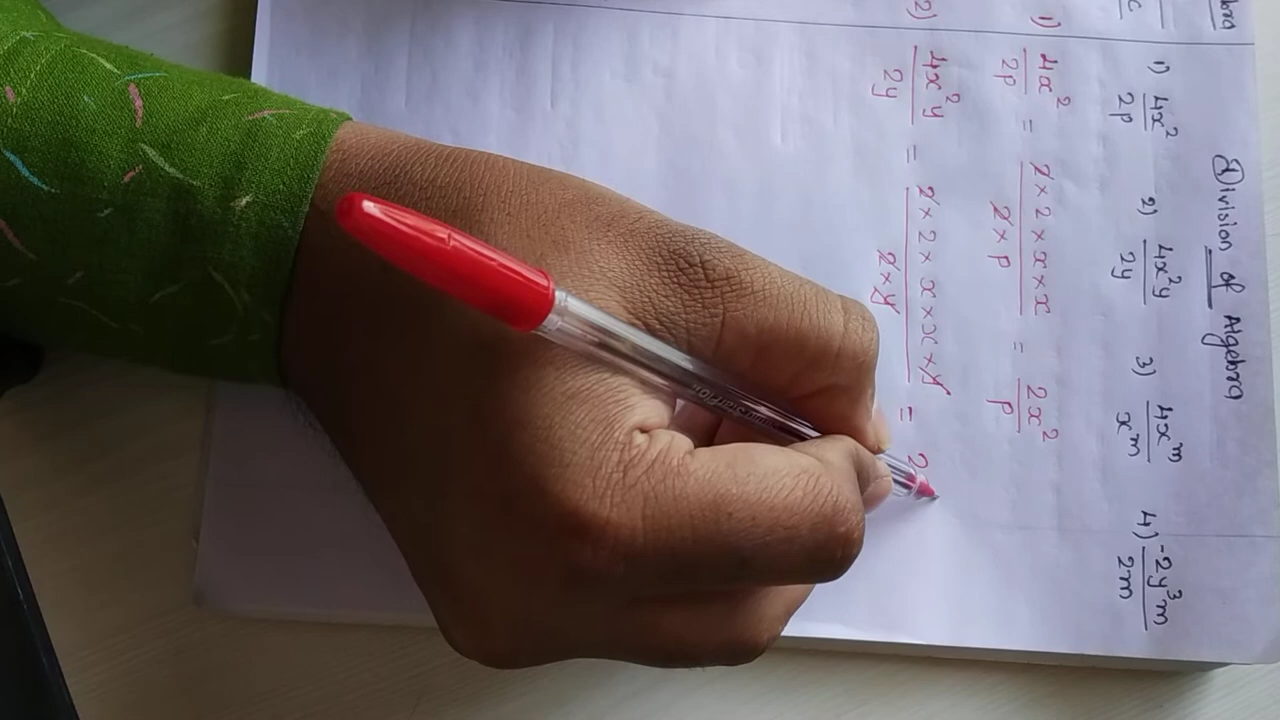 Division of Algebra
1) 4x²/2p 2) 4x²y/2y 3) 4x^m/x^m 4) -2y³m/2m
1) 4x²/2p = 2×2×x×x/2×p = 2x²/p
2) 4x²y/2y = 2×2×x×x×y/2×y = 2